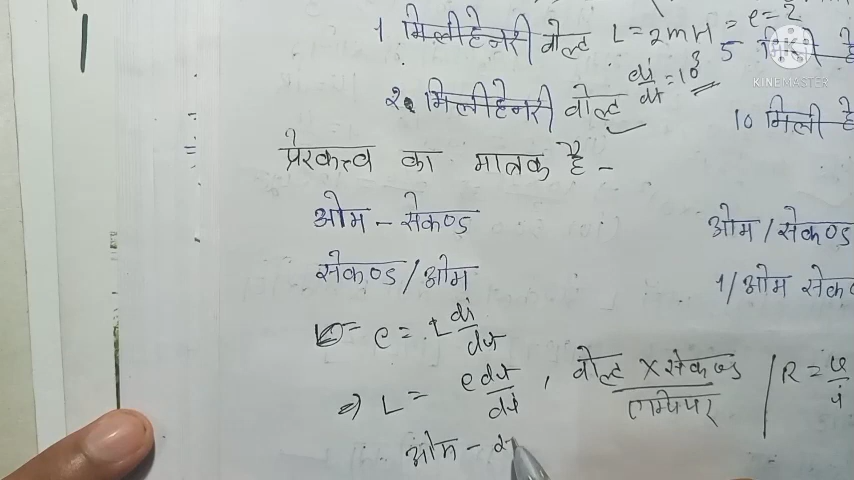 1 मिलीहेनरी वोल्ट L = 2mH = e = 2
5 मिली हे
KINEMASTER
2. मिलीहेनरी वोल्ट di/dt = 10³
10 मिली हे
प्रेरकत्त्व का मात्रक है -
ओम - सेकण्ड
ओम / सेकण्ड
सेकण्ड / ओम
1/ओम सेक
e = L di/dt
⇒ L = e dt/di , वोल्ट × सेकण्ड / एम्पियर | R = v/i
ओम -